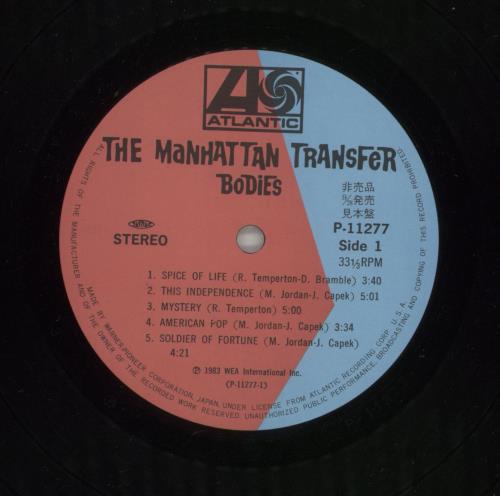 ATLANTIC
THE MANHATTAN TRANSFER
BODIES
STEREO
非売品
見本盤
P-11277
Side 1
33⅓RPM
1. SPICE OF LIFE (R. Temperton-D. Bramble) 3:40
2. THIS INDEPENDENCE (M. Jordan-J. Capek) 5:01
3. MYSTERY (R. Temperton) 5:00
4. AMERICAN POP (M. Jordan-J. Capek) 3:34
5. SOLDIER OF FORTUNE (M. Jordan-J. Capek)
4:21
Ⓟ 1983 WEA International Inc.
(P-11277-1)
ALL RIGHTS OF THE MANUFACTURER AND OF THE OWNER OF THE RECORDED WORK RESERVED. UNAUTHORIZED PUBLIC PERFORMANCE, BROADCASTING AND COPYING OF THIS RECORD PROHIBITED.
MADE BY WARNER-PIONEER CORPORATION, JAPAN, UNDER LICENSE FROM ATLANTIC RECORDING CORP. U.S.A.